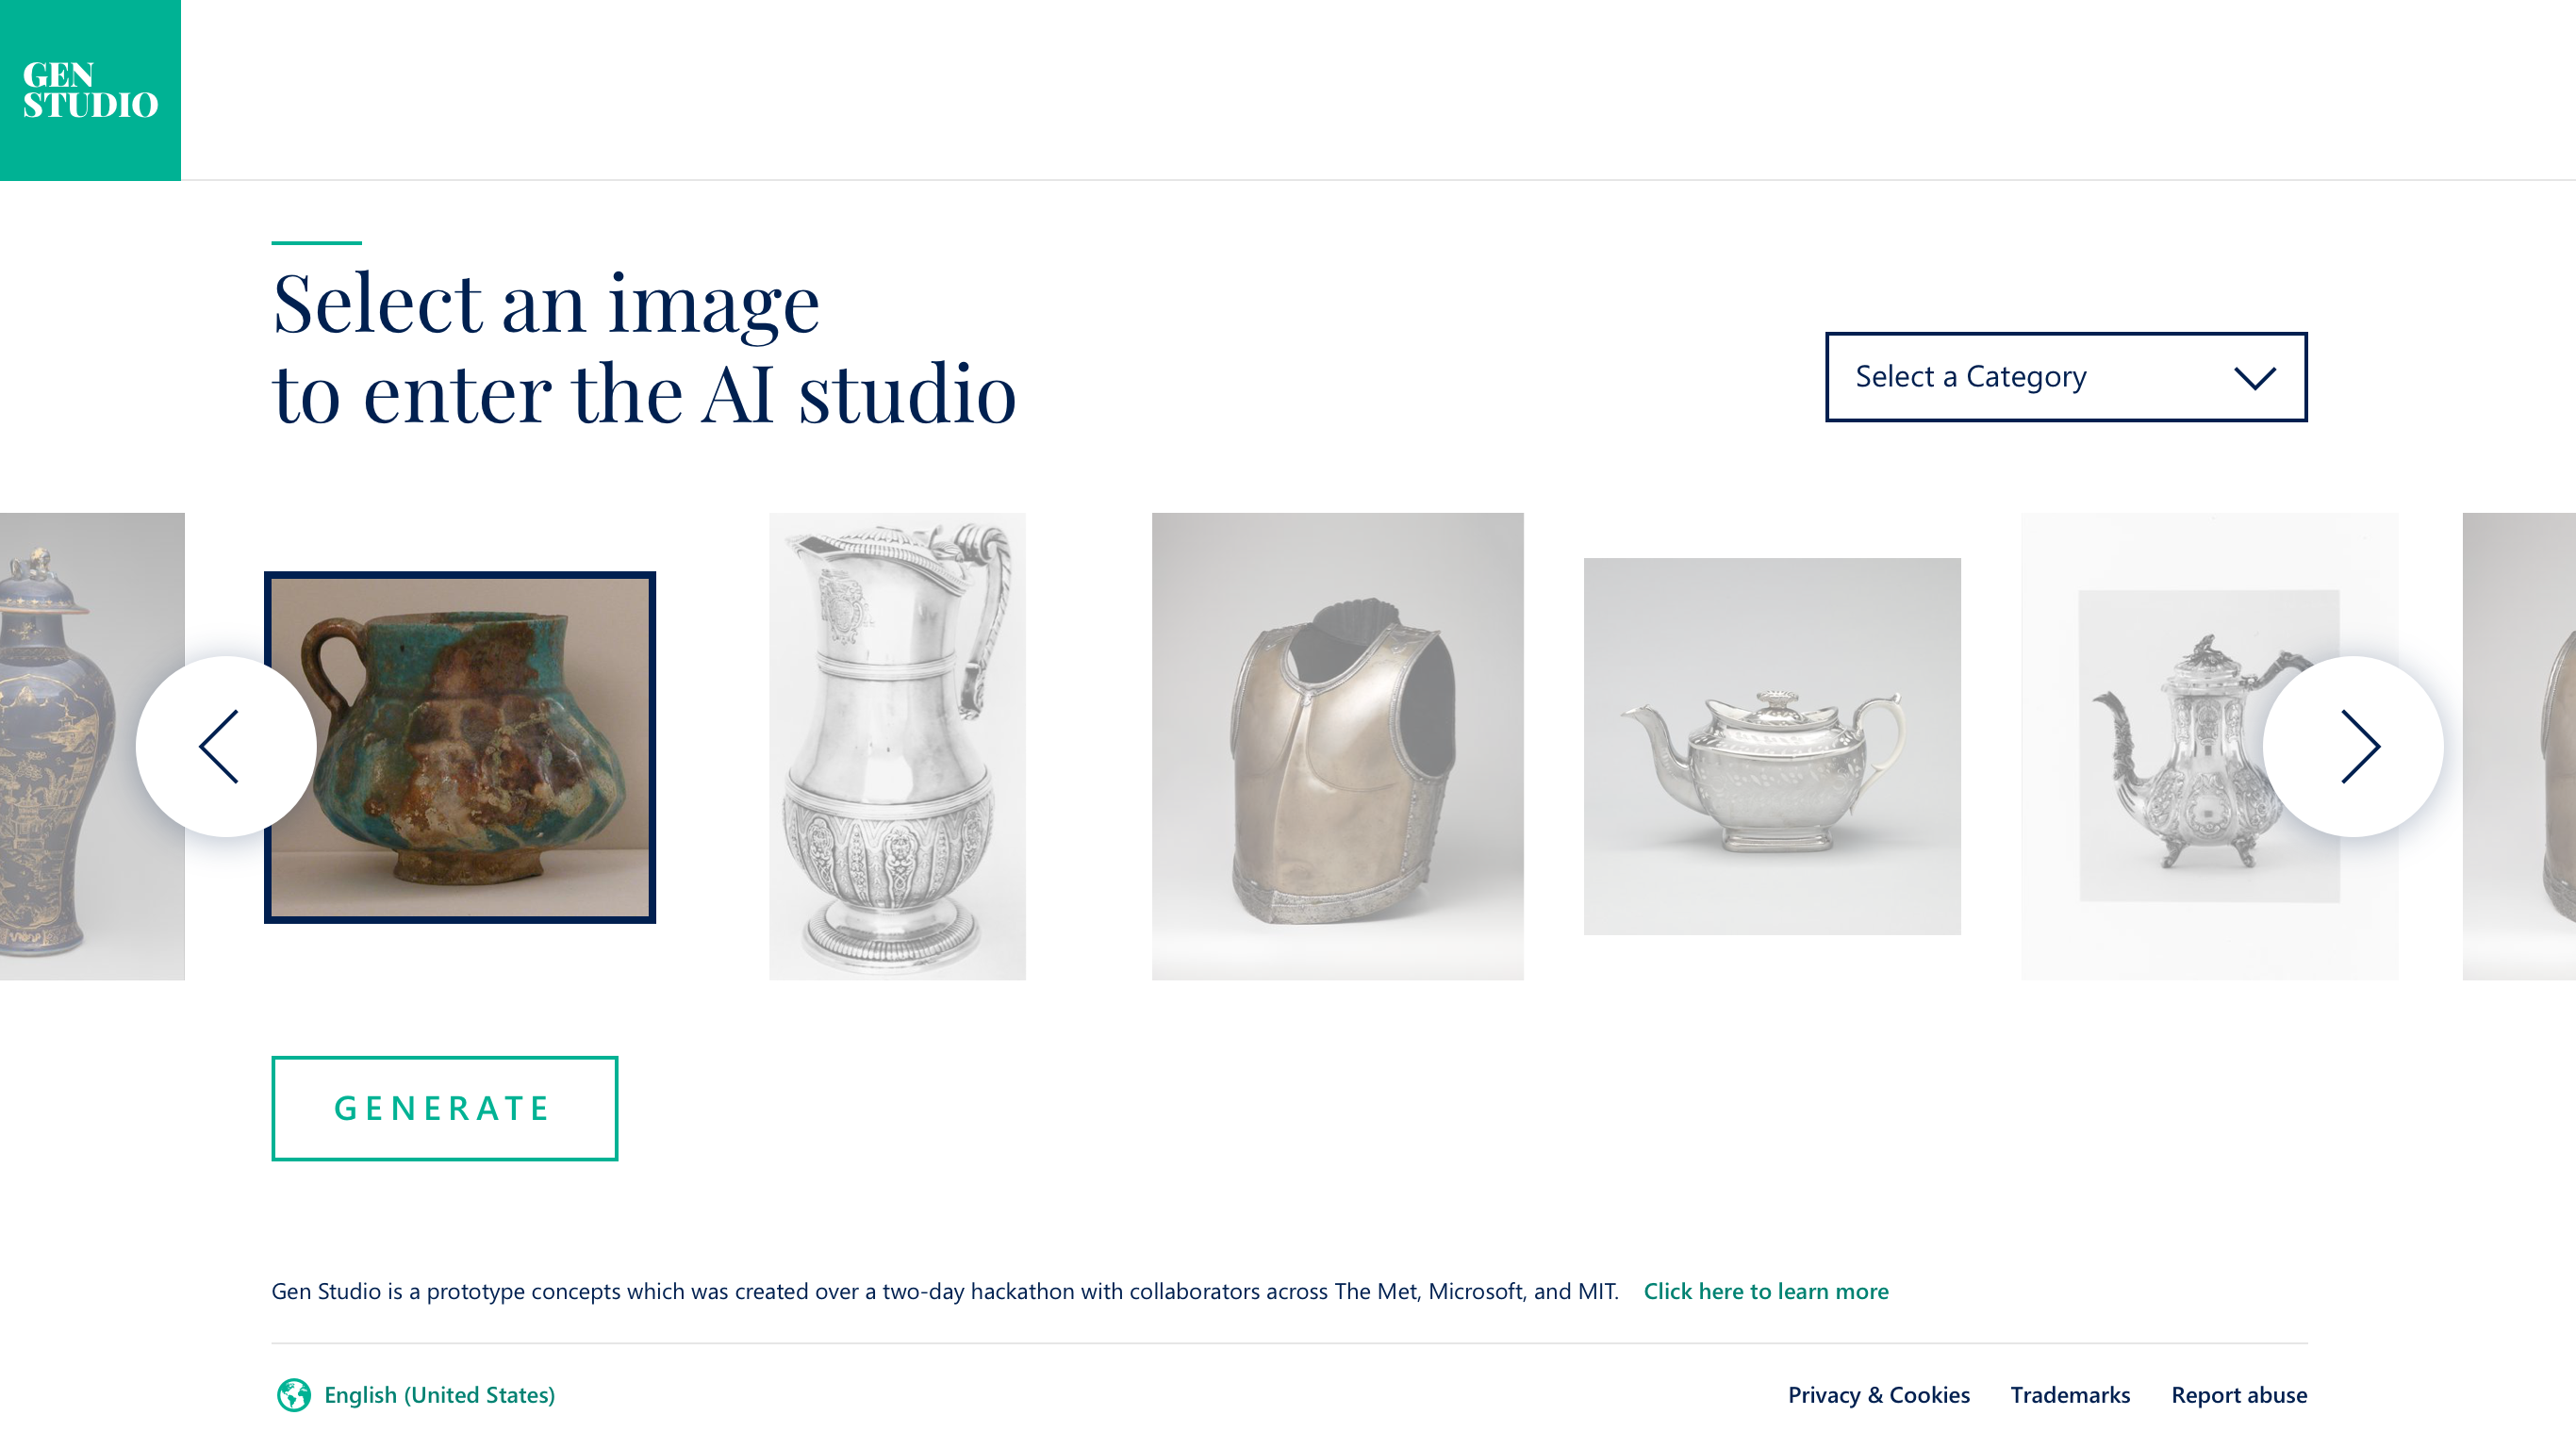 GEN
STUDIO
Select an image
to enter the AI studio
Select a Category
GENERATE
Gen Studio is a prototype concepts which was created over a two-day hackathon with collaborators across The Met, Microsoft, and MIT. Click here to learn more
English (United States)
Privacy & Cookies Trademarks Report abuse